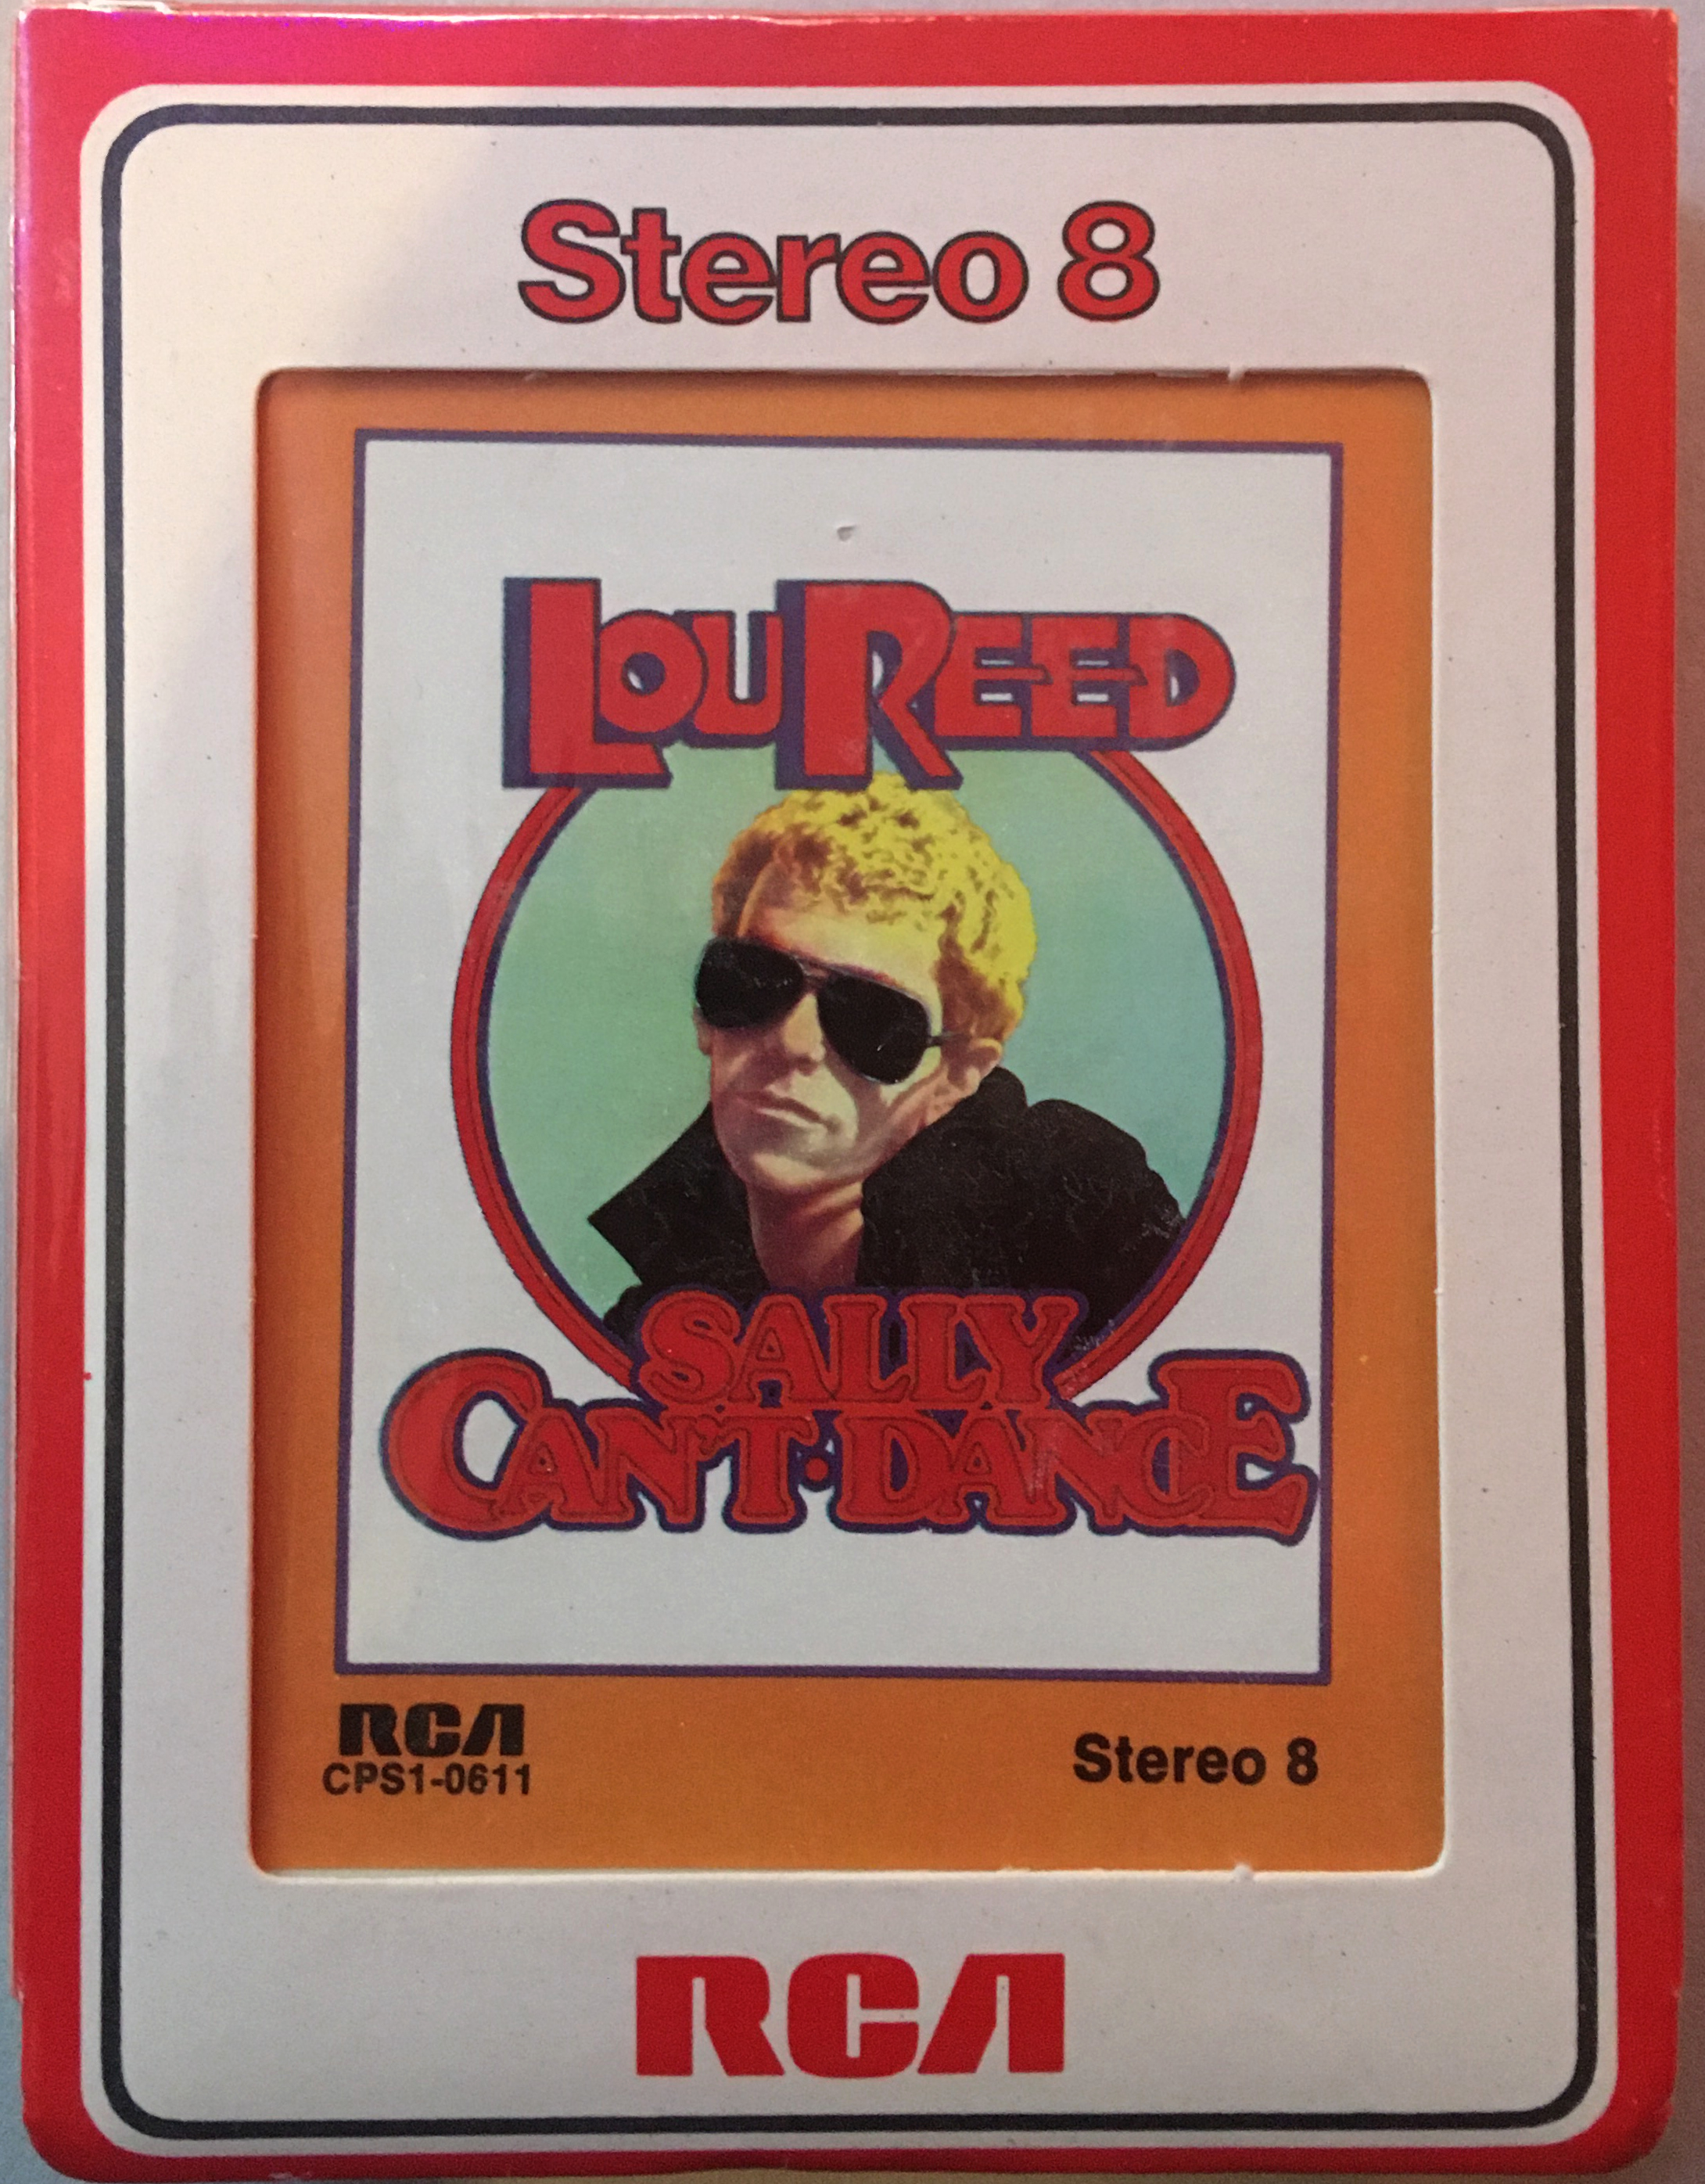 Stereo 8
LOU REED
SALLY
CAN'T·DANCE
RCA
CPS1-0611
Stereo 8
RCA